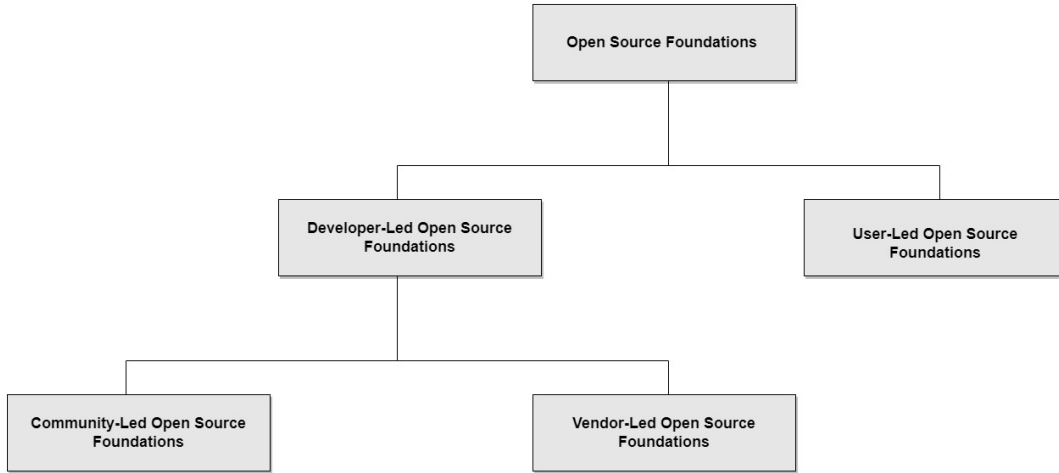 Open Source Foundations
Developer-Led Open Source
Foundations
User-Led Open Source
Foundations
Community-Led Open Source
Foundations
Vendor-Led Open Source
Foundations